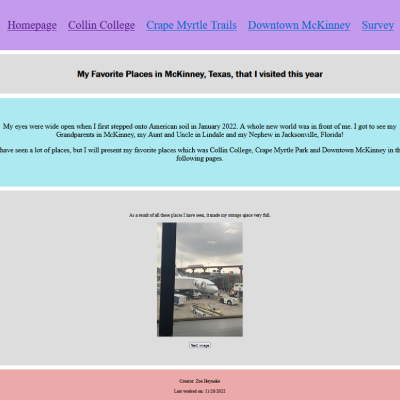 Homepage Collin College Crape Myrtle Trails Downtown McKinney Survey
My Favorite Places in McKinney, Texas, that I visited this year
My eyes were wide open when I first stepped onto American soil in January 2022. A whole new world was in front of me. I got to see my
Grandparents in McKinney, my Aunt and Uncle in Lindale and my Nephew in Jacksonville, Florida!
have seen a lot of places, but I will present my favorite places which was Collin College, Crape Myrtle Park and Downtown McKinney in th
following pages.
As a result of all these places I have seen, it made my storage space very full.
Next image
Creator: Zoe Heyneke
Last worked on: 11/29/2022